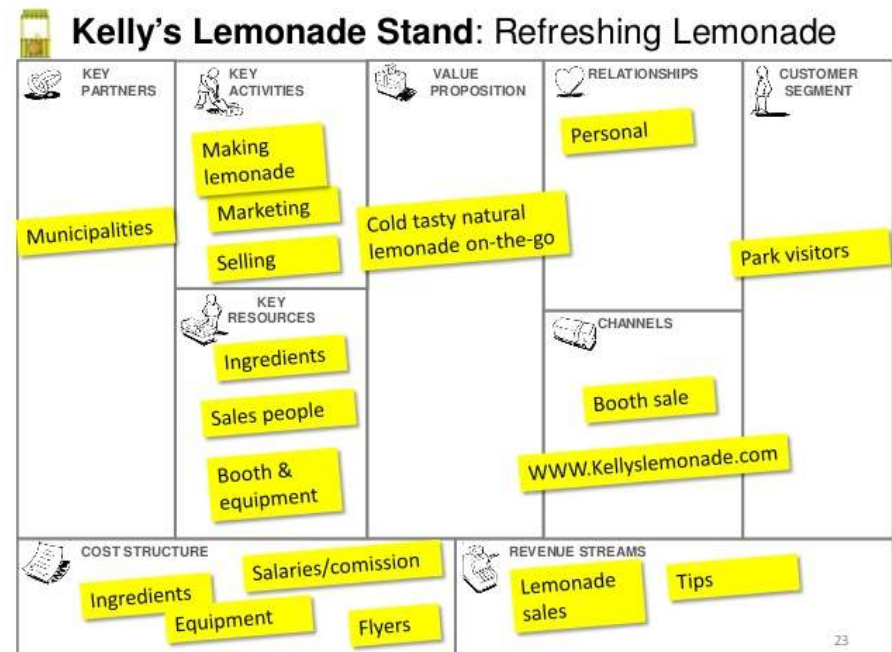 Kelly's Lemonade Stand: Refreshing Lemonade
KEY
PARTNERS
Municipalities
KEY
ACTIVITIES
Making
lemonade
Marketing
Selling
KEY
RESOURCES
Ingredients
Sales people
Booth &
equipment
VALUE
PROPOSITION
Cold tasty natural
lemonade on-the-go
RELATIONSHIPS
Personal
CHANNELS
Booth sale
WWW.Kellyslemonade.com
CUSTOMER
SEGMENT
Park visitors
COST STRUCTURE
Ingredients
Salaries/comission
Equipment
Flyers
REVENUE STREAMS
Lemonade
sales
Tips
23